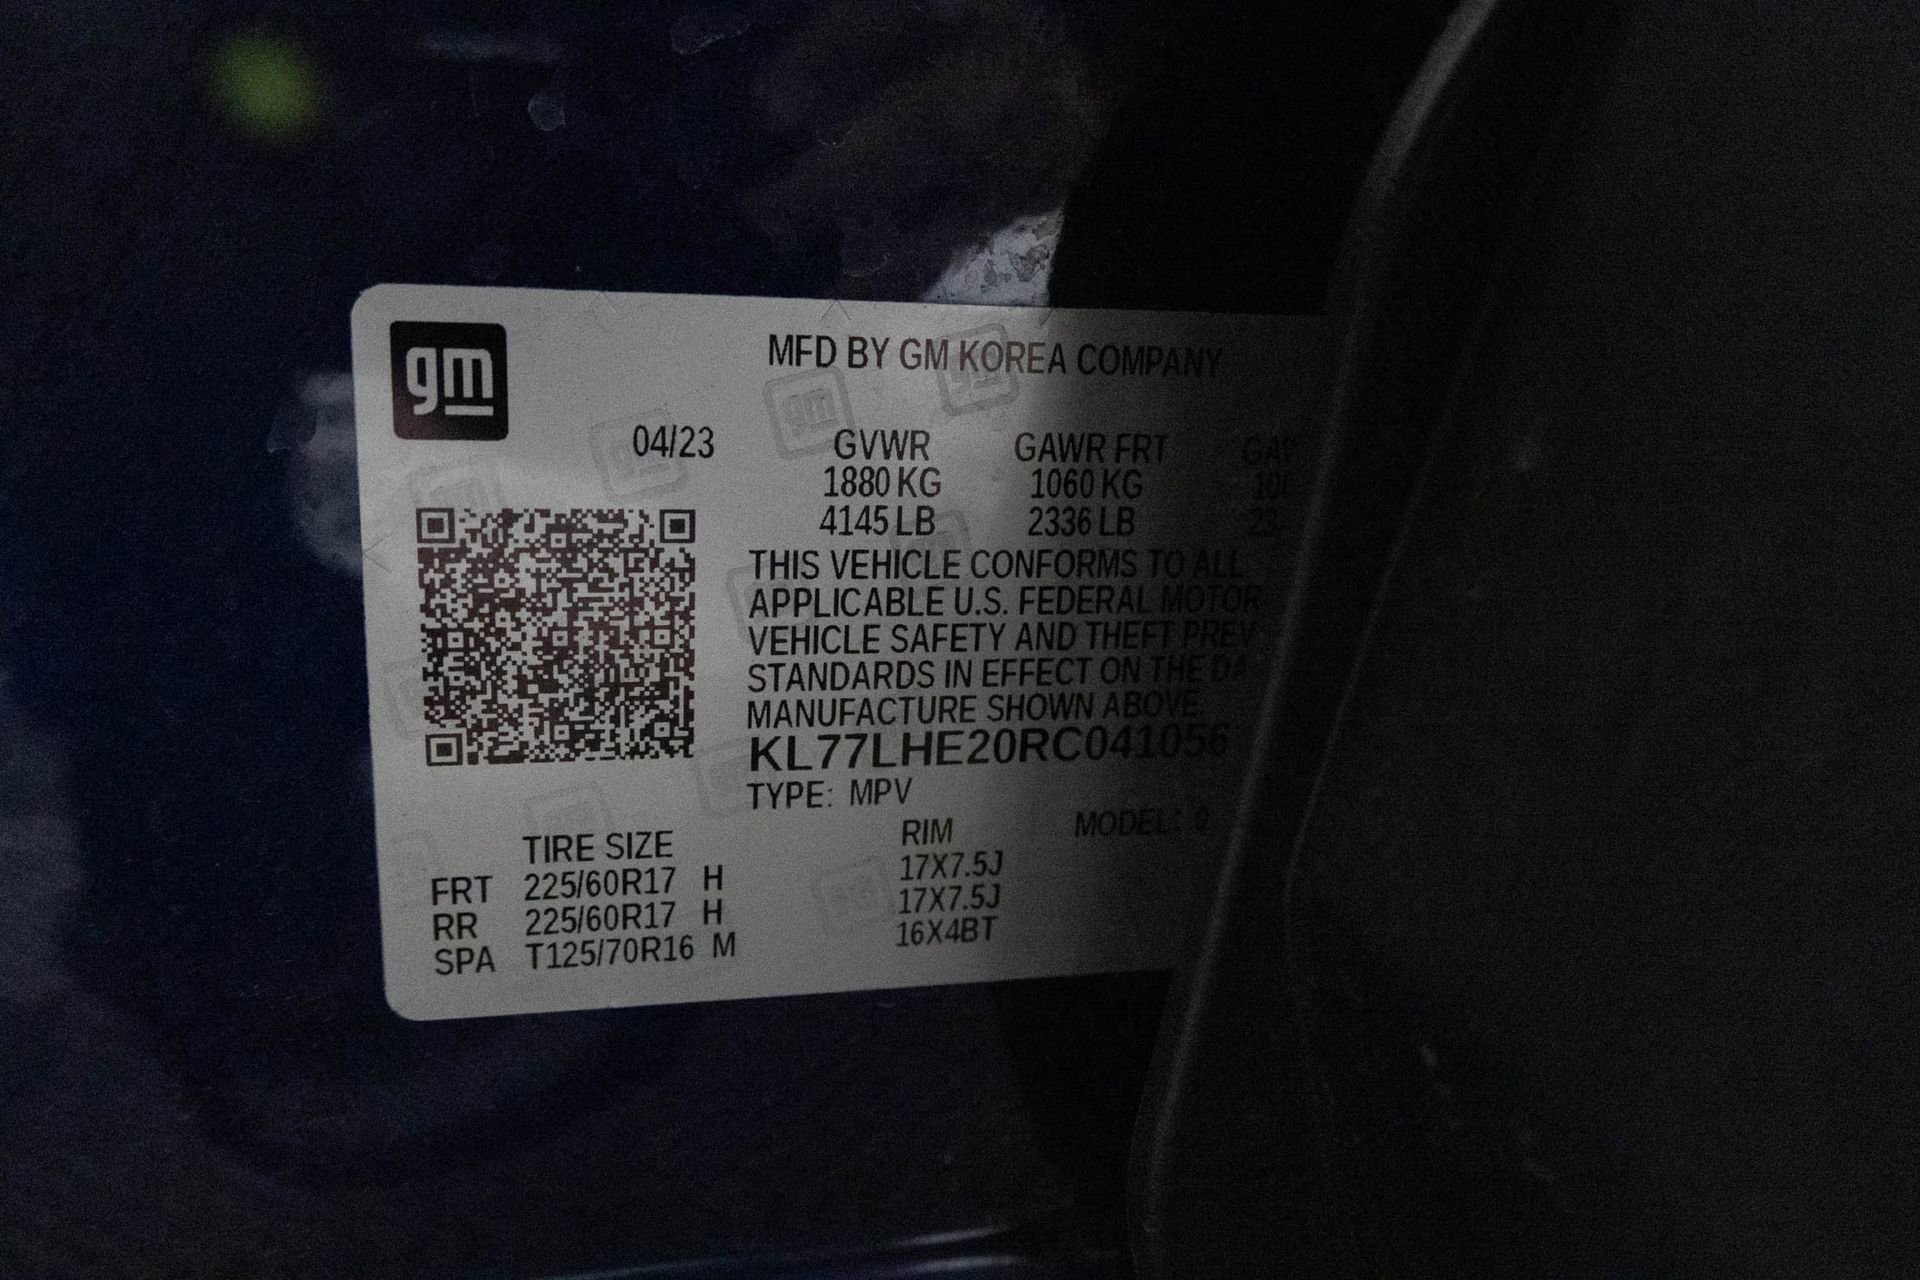 gm
MFD BY GM KOREA COMPANY
04/23 GVWR GAWR FRT
1880 KG 1060 KG
4145 LB 2336 LB
THIS VEHICLE CONFORMS TO ALL
APPLICABLE U.S. FEDERAL MOTOR
VEHICLE SAFETY AND THEFT PREV
STANDARDS IN EFFECT ON THE DA
MANUFACTURE SHOWN ABOVE.
KL77LHE20RC041056
TYPE: MPV
TIRE SIZE RIM MODEL: 0
FRT 225/60R17 H 17X7.5J
RR 225/60R17 H 17X7.5J
SPA T125/70R16 M 16X4BT